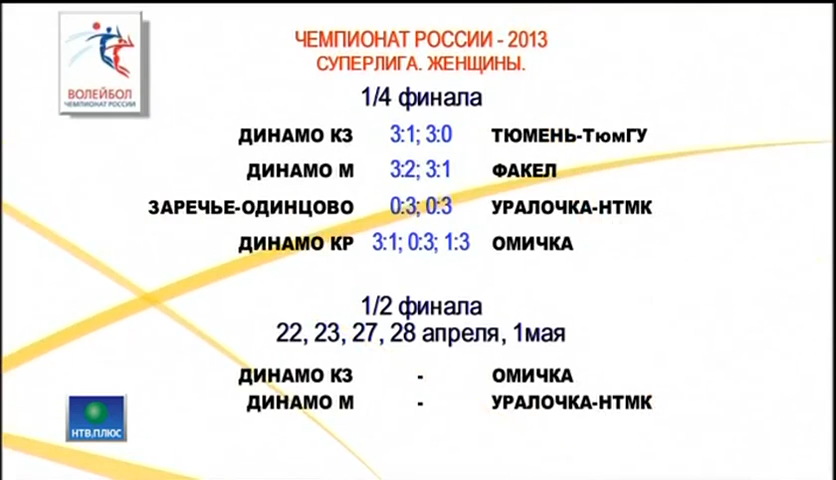 ВОЛЕЙБОЛ
ЧЕМПИОНАТ РОССИИ
ЧЕМПИОНАТ РОССИИ - 2013
СУПЕРЛИГА. ЖЕНЩИНЫ.
1/4 финала
ДИНАМО КЗ 3:1; 3:0 ТЮМЕНЬ-ТюмГУ
ДИНАМО М 3:2; 3:1 ФАКЕЛ
ЗАРЕЧЬЕ-ОДИНЦОВО 0:3; 0:3 УРАЛОЧКА-НТМК
ДИНАМО КР 3:1; 0:3; 1:3 ОМИЧКА
1/2 финала
22, 23, 27, 28 апреля, 1мая
ДИНАМО КЗ - ОМИЧКА
ДИНАМО М - УРАЛОЧКА-НТМК
НТВ.ПЛЮС